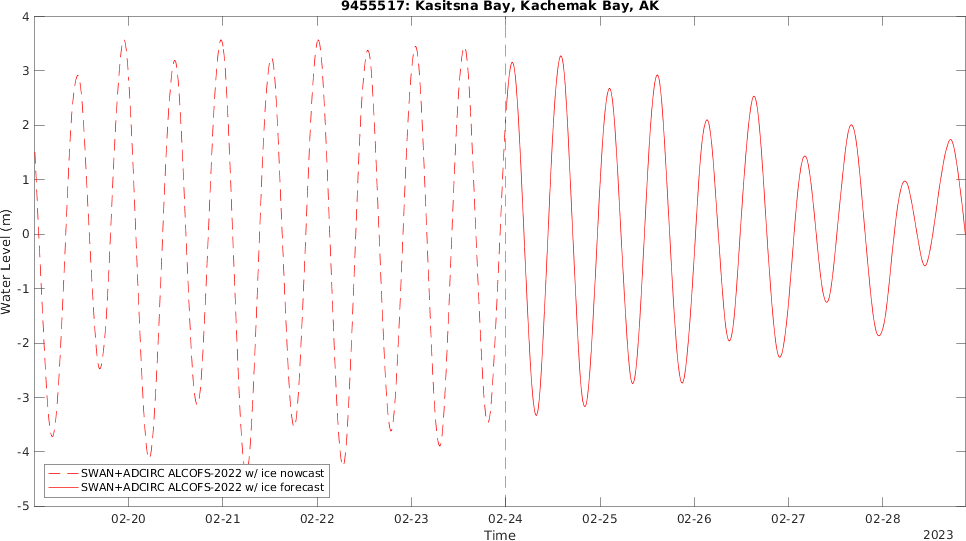 9455517: Kasitsna Bay, Kachemak Bay, AK
4
3
2
1
0
-1
-2
-3
-4
-5
Water Level (m)
SWAN+ADCIRC ALCOFS-2022 w/ ice nowcast
SWAN+ADCIRC ALCOFS-2022 w/ ice forecast
02-20 02-21 02-22 02-23 02-24 02-25 02-26 02-27 02-28
Time
2023